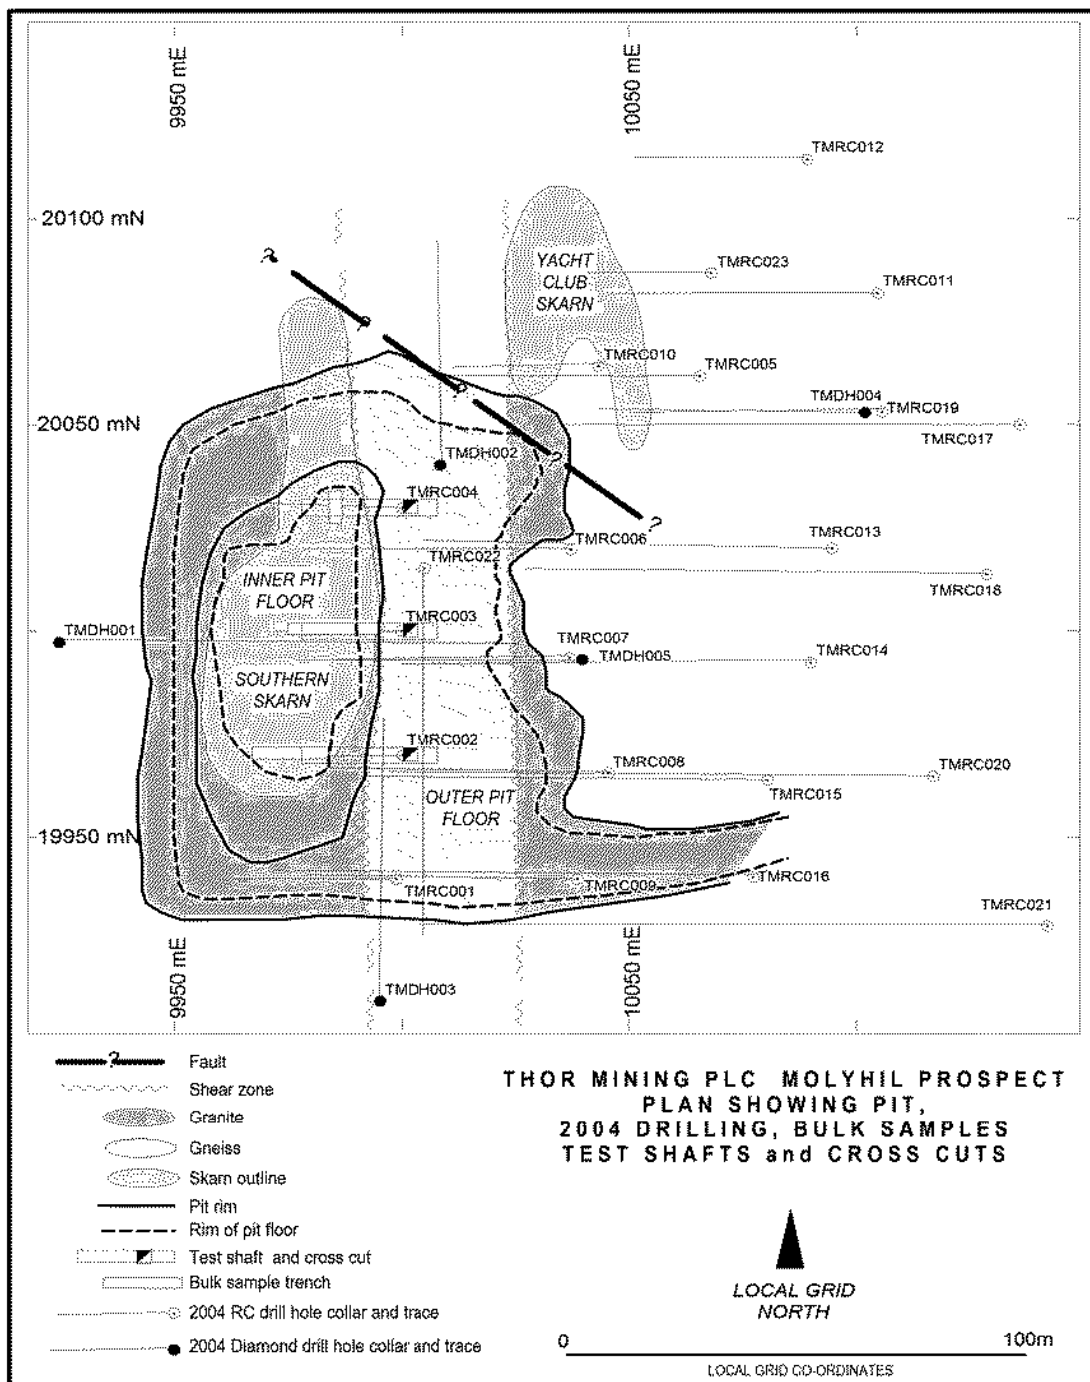 9950 mE
10050 mE
TMRC012
20100 mN
?
YACHT
CLUB
SKARN
TMRC023
TMRC011
?
TMRC010
TMRC005
?
TMDH004
TMRC019
20050 mN
TMRC017
TMDH002
?
TMRC004
?
TMRC006
TMRC013
TMRC022
INNER PIT
FLOOR
TMRC018
TMRC003
TMDH001
TMRC007
TMDH005
TMRC014
SOUTHERN
SKARN
TMRC002
TMRC008
TMRC020
OUTER PIT
FLOOR
TMRC015
19950 mN
TMRC001
TMRC009
TMRC016
TMRC021
9950 mE
10050 mE
TMDH003
? Fault
Shear zone
Granite
Gneiss
Skarn outline
Pit rim
Rim of pit floor
Test shaft and cross cut
Bulk sample trench
2004 RC drill hole collar and trace
2004 Diamond drill hole collar and trace
THOR MINING PLC MOLYHIL PROSPECT
PLAN SHOWING PIT,
2004 DRILLING, BULK SAMPLES
TEST SHAFTS and CROSS CUTS
LOCAL GRID
NORTH
0 100m
LOCAL GRID CO-ORDINATES